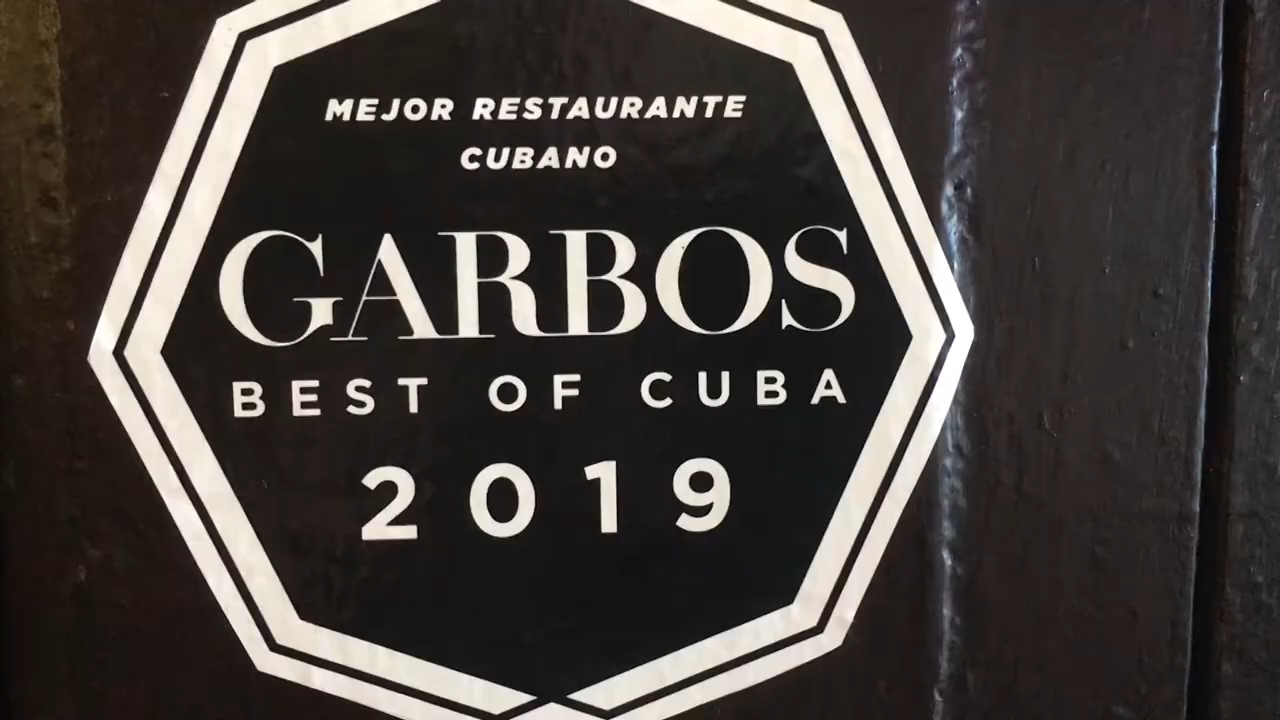 MEJOR RESTAURANTE
CUBANO
GARBOS
BEST OF CUBA
2019